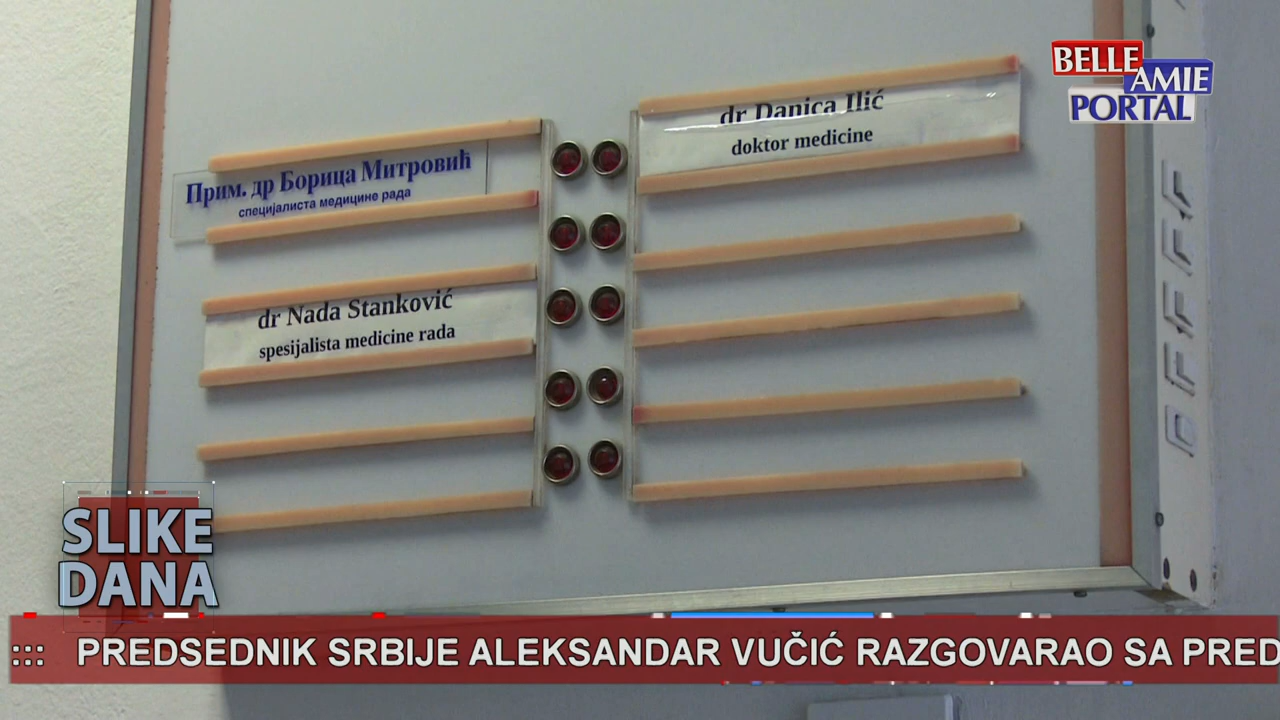 BELLE
AMIE
PORTAL
Прим. др Борица Митровић
специјалиста медицине рада
dr Nada Stanković
spesijalista medicine rada
dr Danica Ilić
doktor medicine
SLIKE
DANA
:::: PREDSEDNIK SRBIJE ALEKSANDAR VUČIĆ RAZGOVARAO SA PRED